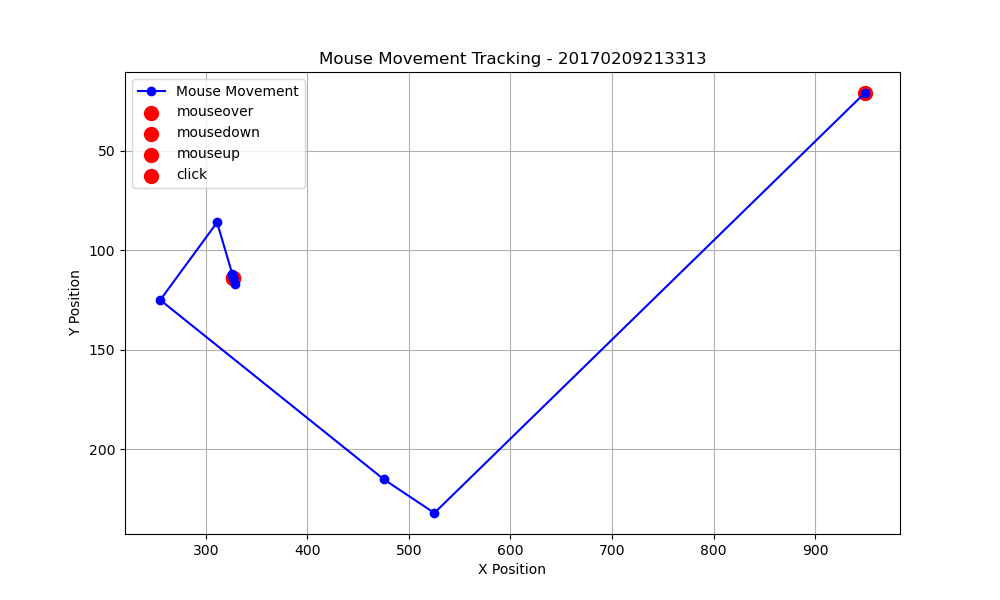 Mouse Movement Tracking - 20170209213313
Mouse Movement
mouseover
mousedown
mouseup
click
50
100
150
200
Y Position
300 400 500 600 700 800 900
X Position